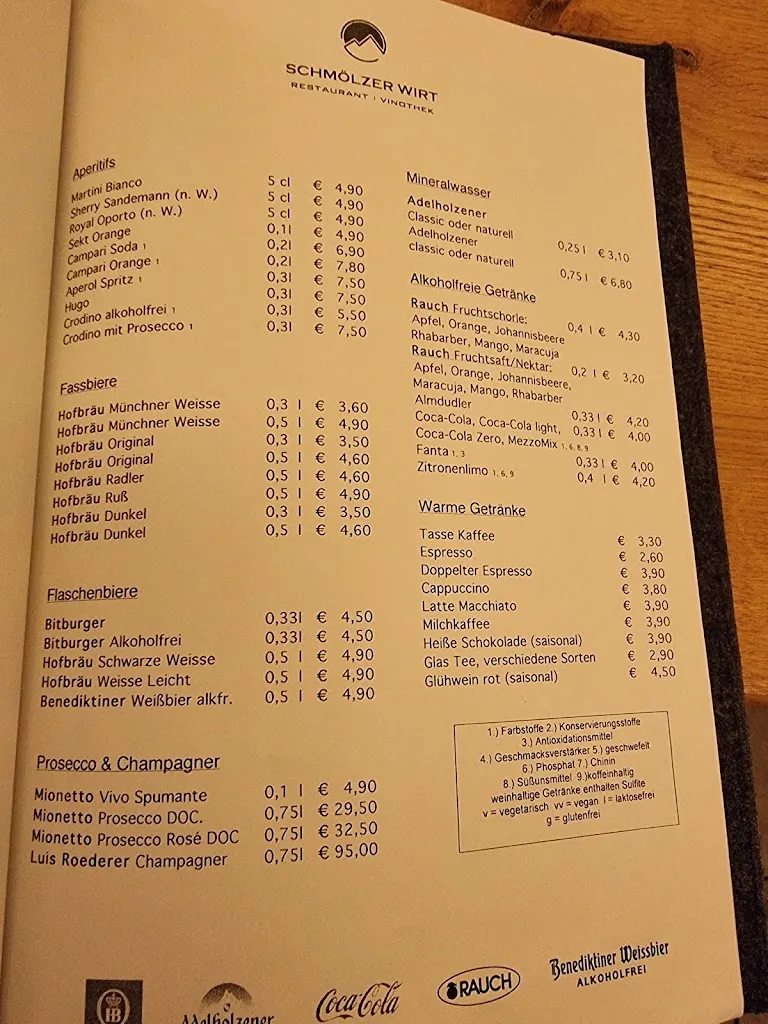 SCHMÖLZER WIRT
RESTAURANT | VINOTHEK
Aperitifs
Martini Bianco 5 cl € 4,90
Sherry Sandemann (n. W.) 5 cl € 4,90
Royal Oporto (n. W.) 5 cl € 4,90
Sekt Orange 0,1l € 4,90
Campari Soda 1 0,2l € 6,90
Campari Orange 1 0,2l € 7,80
Aperol Spritz 1 0,3l € 7,50
Hugo 0,3l € 7,50
Crodino alkoholfrei 1 0,3l € 5,50
Crodino mit Prosecco 1 0,3l € 7,50
Fassbiere
Hofbräu Münchner Weisse 0,3 l € 3,60
Hofbräu Münchner Weisse 0,5 l € 4,90
Hofbräu Original 0,3 l € 3,50
Hofbräu Original 0,5 l € 4,60
Hofbräu Radler 0,5 l € 4,60
Hofbräu Ruß 0,5 l € 4,90
Hofbräu Dunkel 0,3 l € 3,50
Hofbräu Dunkel 0,5 l € 4,60
Flaschenbiere
Bitburger 0,33l € 4,50
Bitburger Alkoholfrei 0,33l € 4,50
Hofbräu Schwarze Weisse 0,5 l € 4,90
Hofbräu Weisse Leicht 0,5 l € 4,90
Benediktiner Weißbier alkfr. 0,5 l € 4,90
Prosecco & Champagner
Mionetto Vivo Spumante 0,1 l € 4,90
Mionetto Prosecco DOC. 0,75l € 29,50
Mionetto Prosecco Rosé DOC 0,75l € 32,50
Luis Roederer Champagner 0,75l € 95,00
Mineralwasser
Adelholzener
Classic oder naturell 0,25 l € 3,10
Adelholzener
classic oder naturell 0,75 l € 6,80
Alkoholfreie Getränke
Rauch Fruchtschorle: 0,4 l € 4,30
Apfel, Orange, Johannisbeere
Rhabarber, Mango, Maracuja
Rauch Fruchtsaft/Nektar: 0,2 l € 3,20
Apfel, Orange, Johannisbeere,
Maracuja, Mango, Rhabarber
Almdudler 0,33 l € 4,20
Coca-Cola, Coca-Cola light, 0,33 l € 4,00
Coca-Cola Zero, MezzoMix 1, 6, 8, 9
Fanta 1, 3 0,33 l € 4,00
Zitronenlimo 1, 6, 9 0,4 l € 4,20
Warme Getränke
Tasse Kaffee € 3,30
Espresso € 2,60
Doppelter Espresso € 3,90
Cappuccino € 3,80
Latte Macchiato € 3,90
Milchkaffee € 3,90
Heiße Schokolade (saisonal) € 3,90
Glas Tee, verschiedene Sorten € 2,90
Glühwein rot (saisonal) € 4,50
1.) Farbstoffe 2.) Konservierungsstoffe
3.) Antioxidationsmittel
4.) Geschmacksverstärker 5.) geschwefelt
6.) Phosphat 7.) Chinin
8.) Süßunsmittel 9.)koffeinhaltig
weinhaltige Getränke enthalten Sulfite
v = vegetarisch vv = vegan l = laktosefrei
g = glutenfrei
HB
Adelholzener
Coca-Cola
RAUCH
Benediktiner Weissbier
ALKOHOLFREI